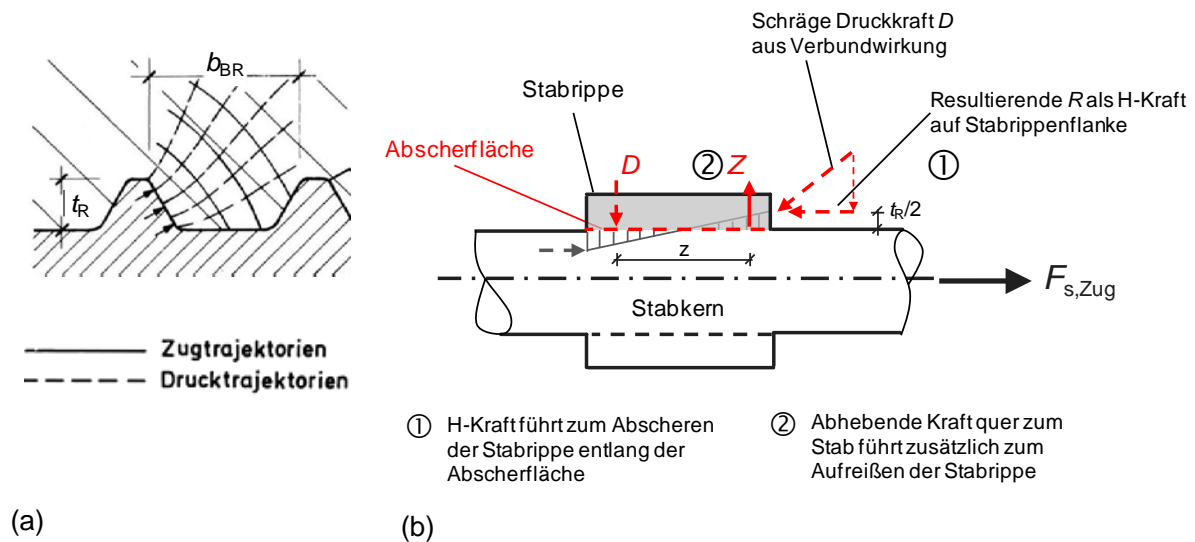 b_BR
t_R
Zugtrajektorien
Drucktrajektorien
(a)
Schräge Druckkraft D
aus Verbundwirkung
Stabrippe
Resultierende R als H-Kraft
auf Stabrippenflanke
Abscherfläche
D
② Z
①
t_R/2
z
F_s,Zug
Stabkern
① H-Kraft führt zum Abscheren
der Stabrippe entlang der
Abscherfläche
② Abhebende Kraft quer zum
Stab führt zusätzlich zum
Aufreißen der Stabrippe
(b)